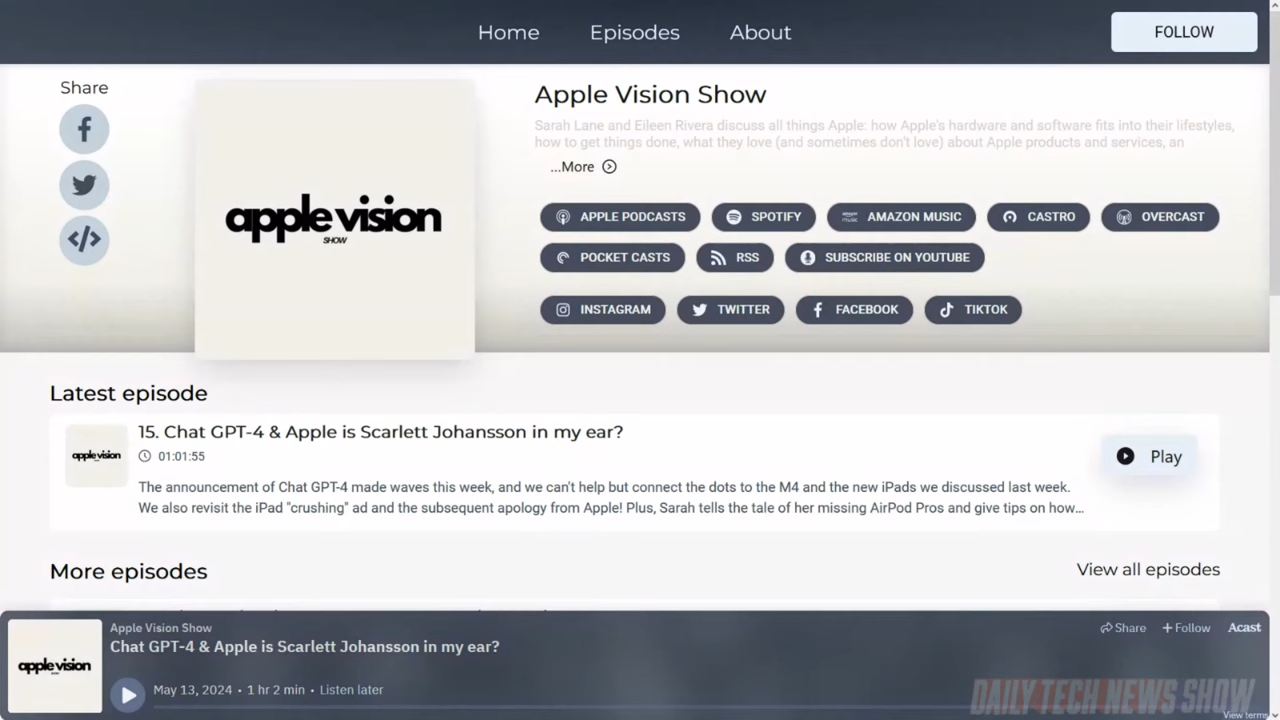 Home Episodes About FOLLOW
Share
apple vision
SHOW
Apple Vision Show
Sarah Lane and Eileen Rivera discuss all things Apple: how Apple's hardware and software fits into their lifestyles,
how to get things done, what they love (and sometimes don't love) about Apple products and services, an
...More
APPLE PODCASTS SPOTIFY AMAZON MUSIC CASTRO OVERCAST
POCKET CASTS RSS SUBSCRIBE ON YOUTUBE
INSTAGRAM TWITTER FACEBOOK TIKTOK
Latest episode
apple vision
15. Chat GPT-4 & Apple is Scarlett Johansson in my ear?
01:01:55
Play
The announcement of Chat GPT-4 made waves this week, and we can't help but connect the dots to the M4 and the new iPads we discussed last week.
We also revisit the iPad "crushing" ad and the subsequent apology from Apple! Plus, Sarah tells the tale of her missing AirPod Pros and give tips on how...
More episodes View all episodes
apple vision
Apple Vision Show
Share + Follow Acast
Chat GPT-4 & Apple is Scarlett Johansson in my ear?
May 13, 2024 • 1 hr 2 min • Listen later
DAILY TECH NEWS SHOW
View terms